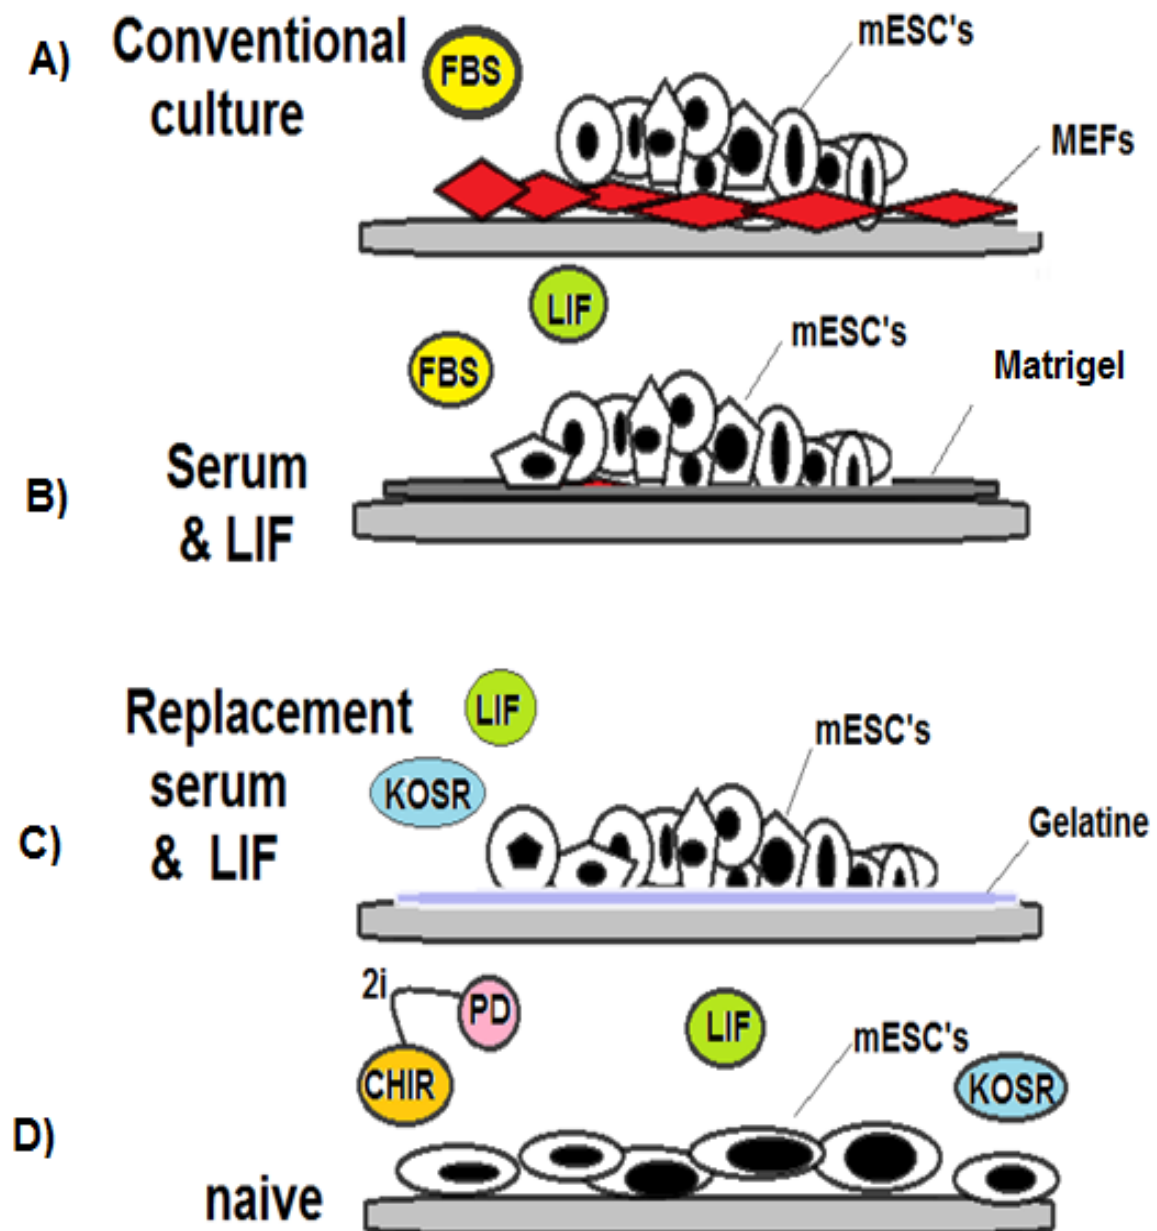 A)
Conventional
culture
FBS
mESC's
MEFs
LIF
FBS
mESC's
Matrigel
B)
Serum
& LIF
Replacement
serum
& LIF
C)
LIF
KOSR
mESC's
Gelatine
2i
PD
CHIR
LIF
mESC's
KOSR
D)
naive